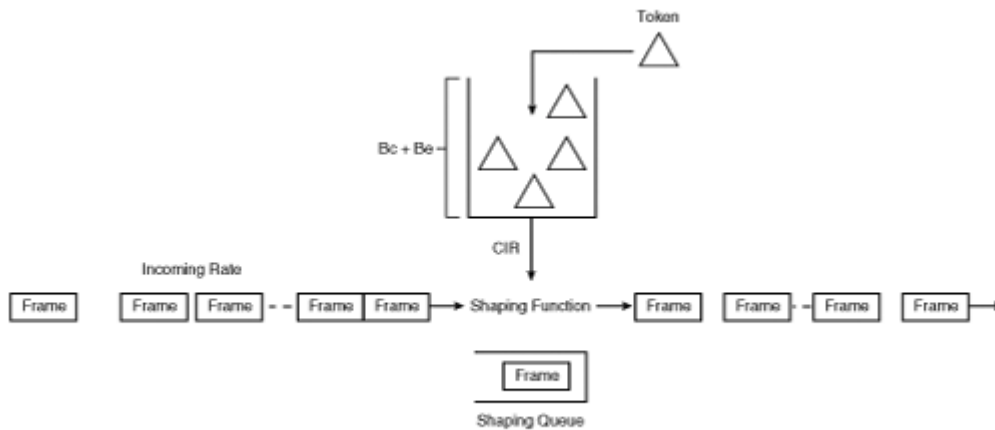 Token
Bc + Be
CIR
Incoming Rate
Frame Frame Frame Frame Frame Shaping Function Frame Frame Frame Frame
Frame
Shaping Queue